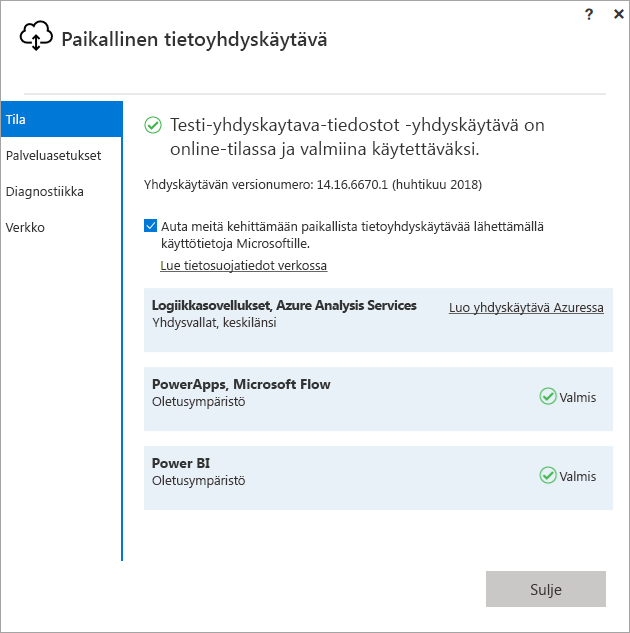 ? ×
Paikallinen tietoyhdyskäytävä
Tila
Palveluasetukset
Diagnostiikka
Verkko
Testi-yhdyskaytava-tiedostot -yhdyskäytävä on
online-tilassa ja valmiina käytettäväksi.
Yhdyskäytävän versionumero: 14.16.6670.1 (huhtikuu 2018)
Auta meitä kehittämään paikallista tietoyhdyskäytävää lähettämällä
käyttötietoja Microsoftille.
Lue tietosuojatiedot verkossa
Logiikkasovellukset, Azure Analysis Services
Luo yhdyskäytävä Azuressa
Yhdysvallat, keskilänsi
PowerApps, Microsoft Flow
Oletusympäristö
Valmis
Power BI
Oletusympäristö
Valmis
Sulje